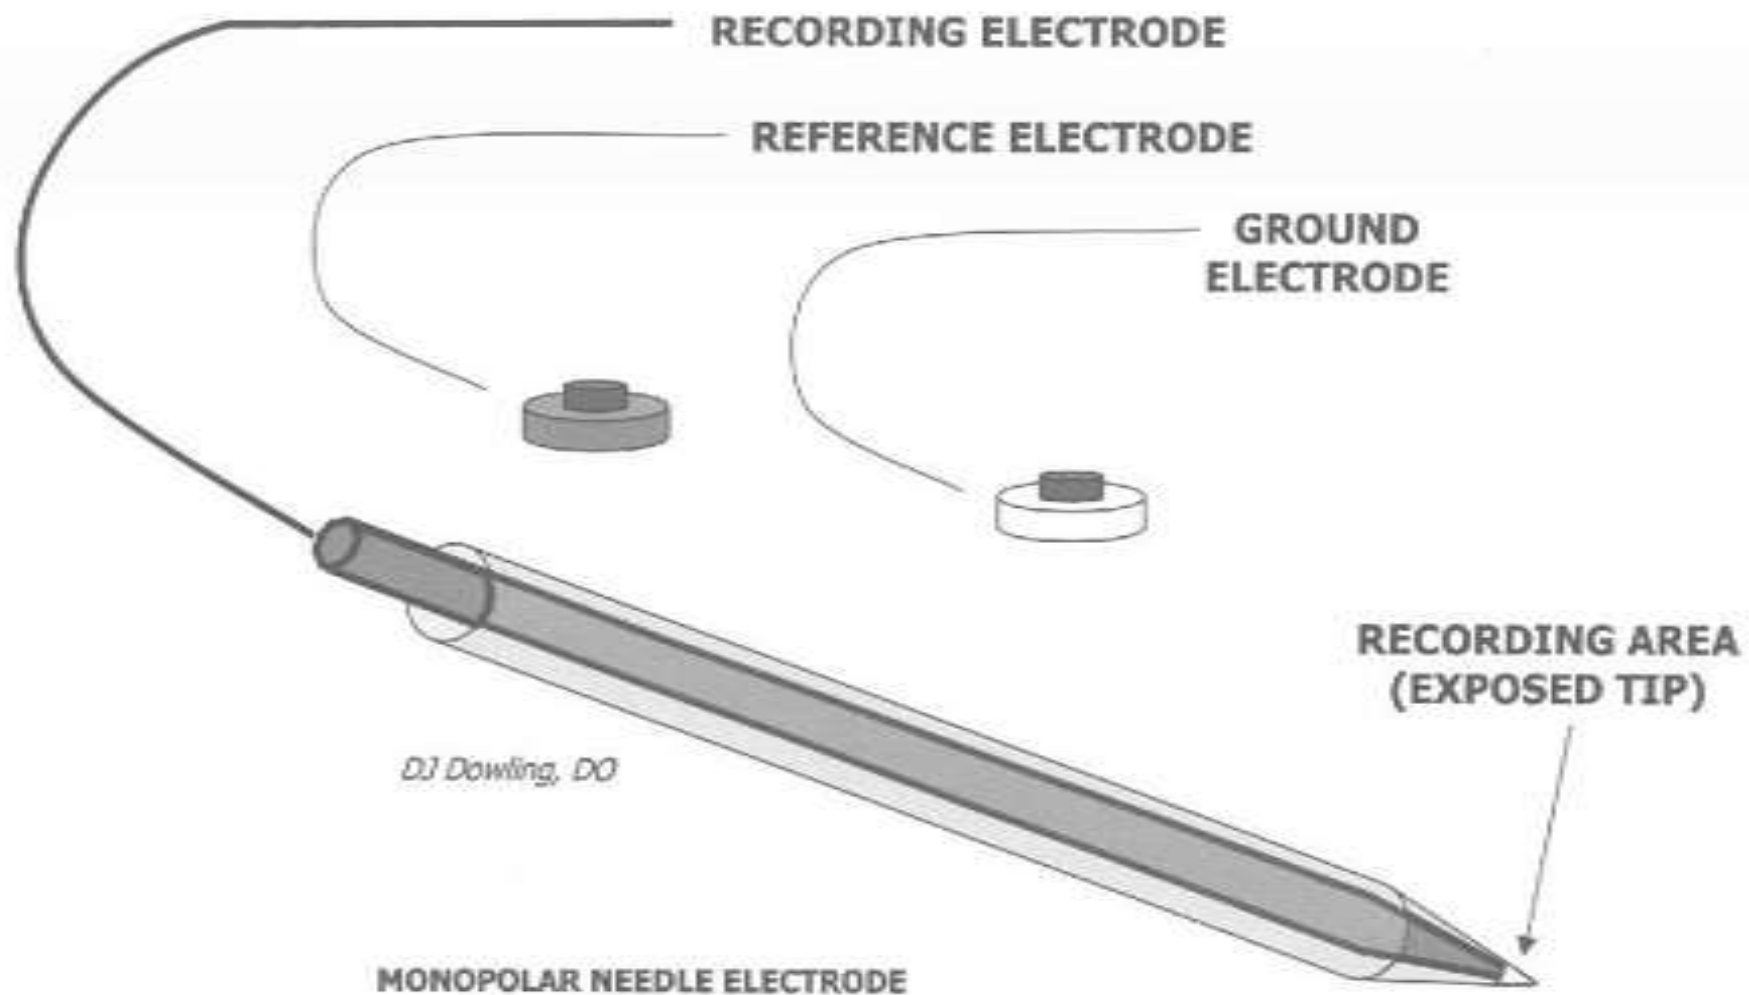 RECORDING ELECTRODE
REFERENCE ELECTRODE
GROUND
ELECTRODE
RECORDING AREA
(EXPOSED TIP)
DJ Dowling, DO
MONOPOLAR NEEDLE ELECTRODE